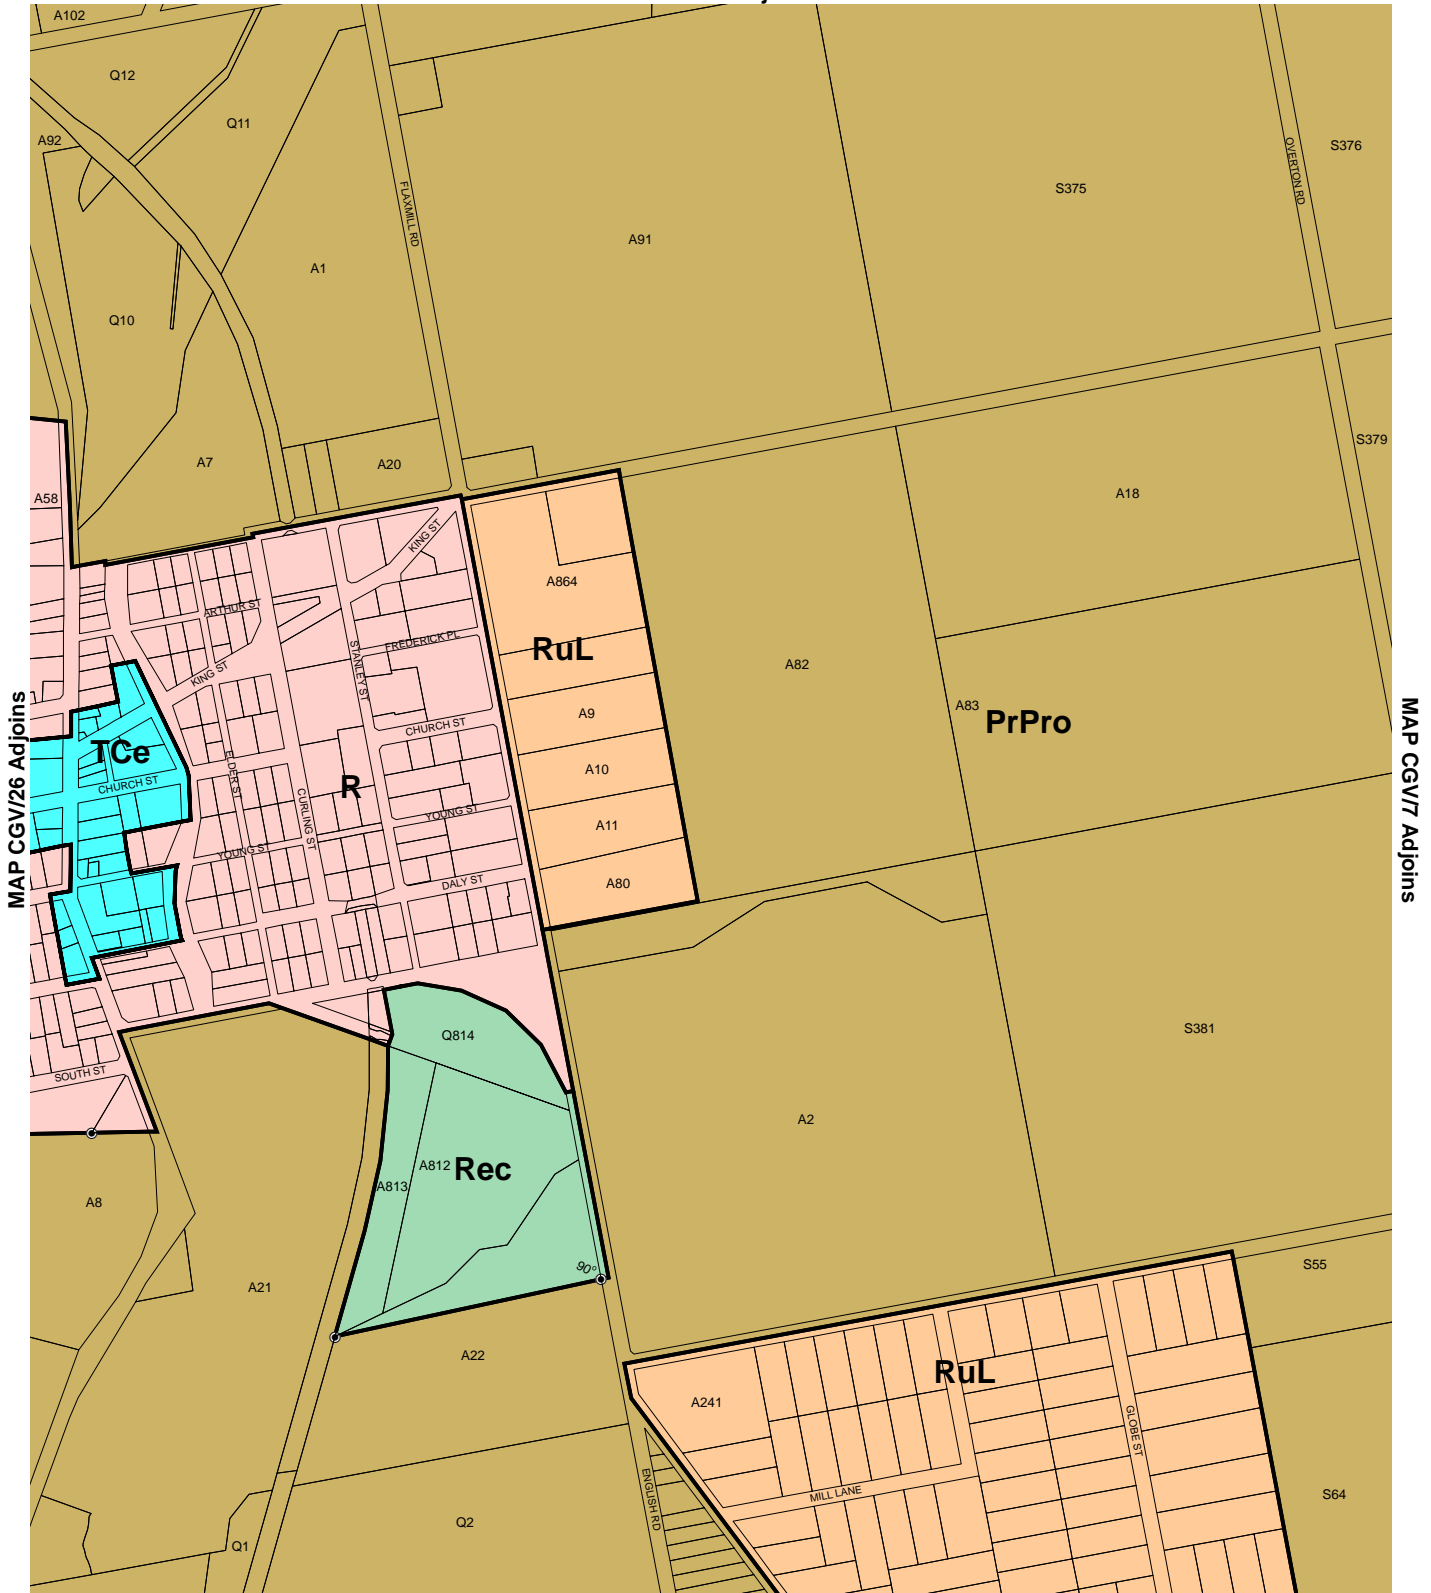 A102
Q12
Q11
A92
S376
OVERTON RD
S375
FLAXMILL RD
A91
A1
Q10
S379
A7
A20
A18
A58
KING ST
A864
ARTHUR ST
FREDERICK PL
RuL
STANLEY ST
A82
KING ST
A83
PrPro
A9
CHURCH ST
TCe
MAP CGV/26 Adjoins
MAP CGV/7 Adjoins
A10
ELDER ST
CHURCH ST
R
CURLING ST
YOUNG ST
A11
YOUNG ST
DALY ST
A80
Q814
S381
SOUTH ST
A2
A812
Rec
A813
A8
90°
S55
A21
A22
RuL
A241
GLOBE ST
MILL LANE
ENGLISH RD
S64
Q2
Q1